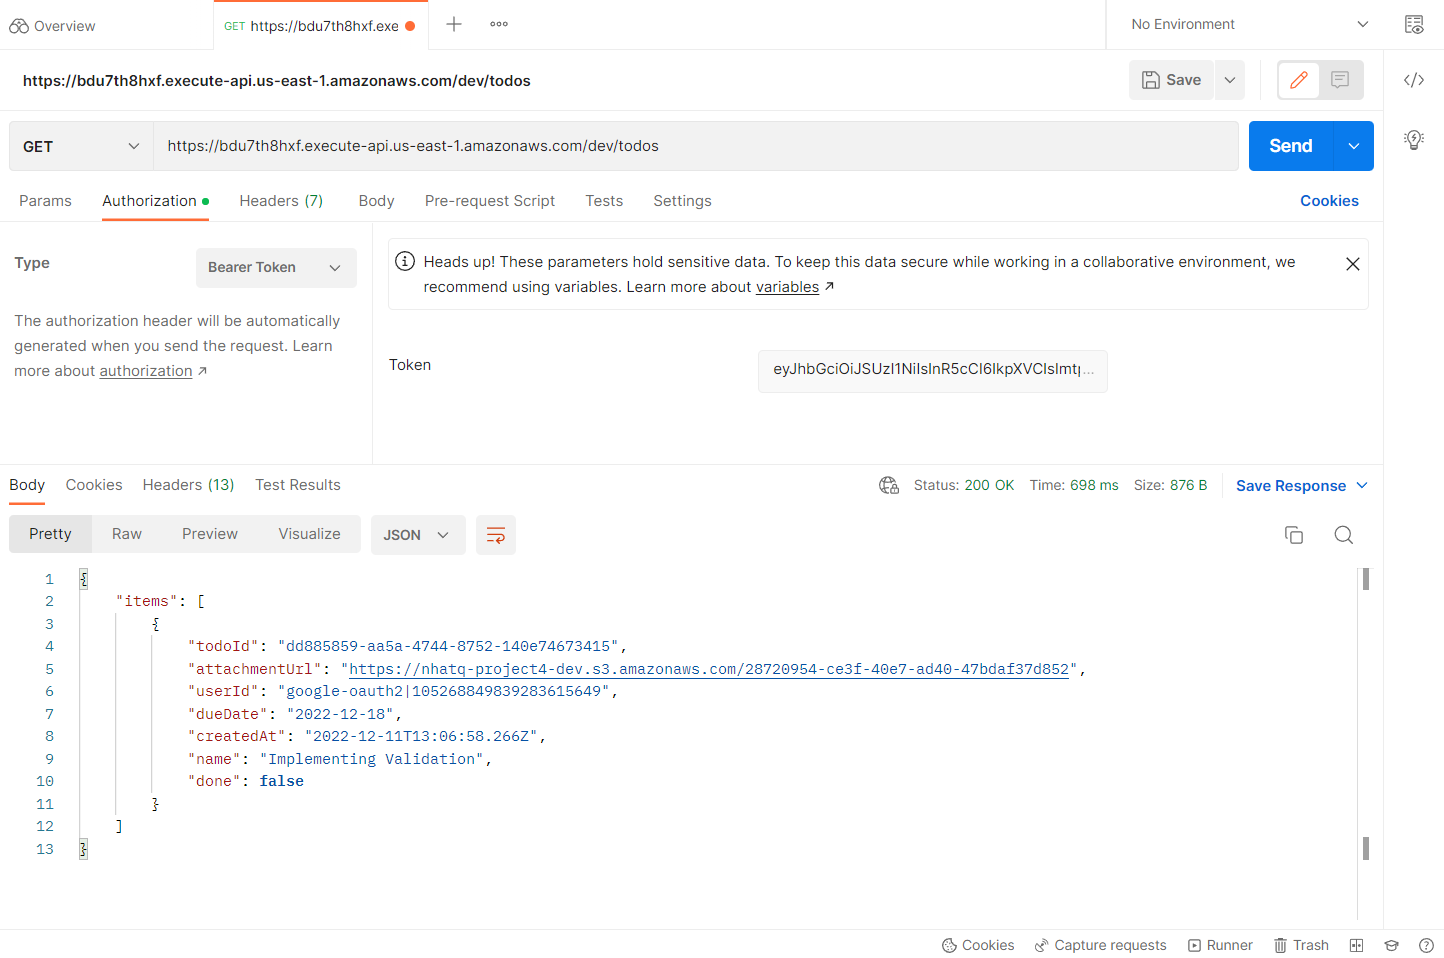 Overview
GET https://bdu7th8hxf.exe
No Environment
https://bdu7th8hxf.execute-api.us-east-1.amazonaws.com/dev/todos
Save
GET
https://bdu7th8hxf.execute-api.us-east-1.amazonaws.com/dev/todos
Send
Params
Authorization
Headers (7)
Body
Pre-request Script
Tests
Settings
Cookies
Type
Bearer Token
The authorization header will be automatically
generated when you send the request. Learn
more about authorization ↗
Heads up! These parameters hold sensitive data. To keep this data secure while working in a collaborative environment, we
recommend using variables. Learn more about variables ↗
Token
eyJhbGciOiJSUzI1NiIsInR5cCI6IkpXVCIsImtp...
Body
Cookies
Headers (13)
Test Results
Status: 200 OK
Time: 698 ms
Size: 876 B
Save Response
Pretty
Raw
Preview
Visualize
JSON
1 {
2 "items": [
3 {
4 "todoId": "dd885859-aa5a-4744-8752-140e74673415",
5 "attachmentUrl": "https://nhatq-project4-dev.s3.amazonaws.com/28720954-ce3f-40e7-ad40-47bdaf37d852",
6 "userId": "google-oauth2|105268849839283615649",
7 "dueDate": "2022-12-18",
8 "createdAt": "2022-12-11T13:06:58.266Z",
9 "name": "Implementing Validation",
10 "done": false
11 }
12 ]
13 }
Cookies
Capture requests
Runner
Trash